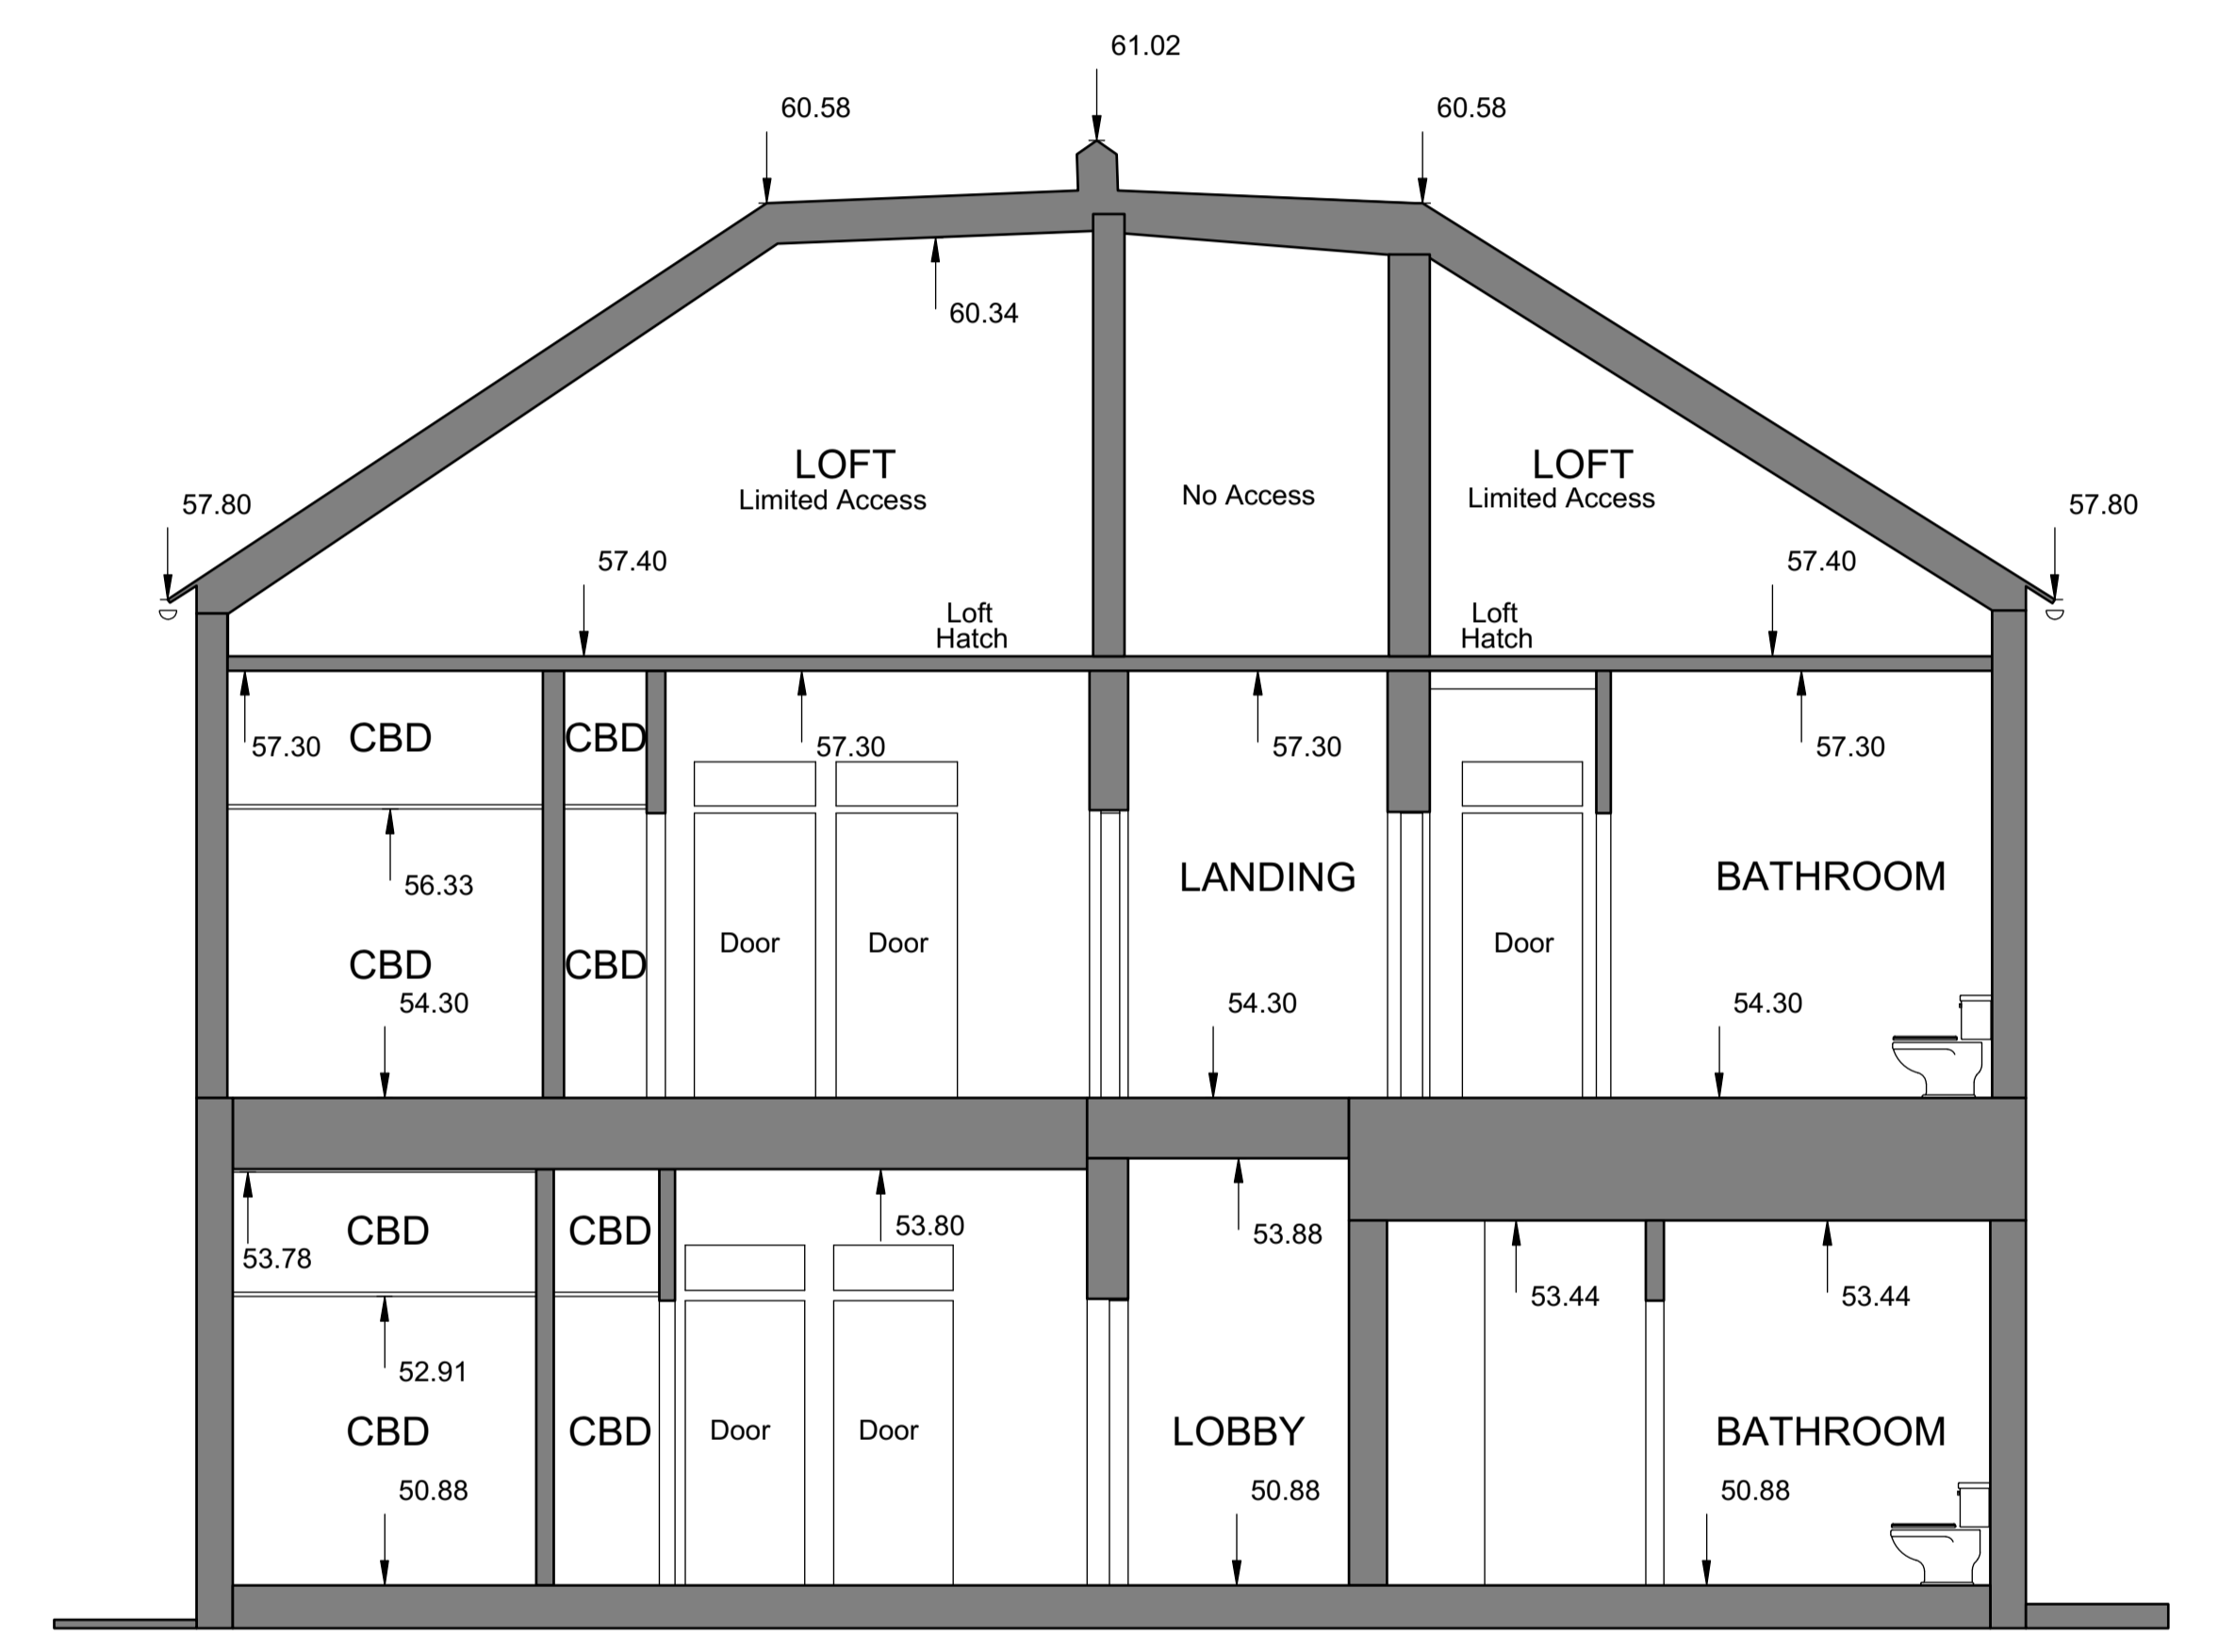 61.02
60.58
60.58
60.34
LOFT
Limited Access
No Access
LOFT
Limited Access
57.80
57.80
57.40
57.40
Loft
Hatch
Loft
Hatch
57.30
CBD
CBD
57.30
57.30
57.30
56.33
LANDING
BATHROOM
Door
Door
Door
CBD
CBD
54.30
54.30
54.30
53.78
CBD
CBD
53.80
53.88
53.44
53.44
52.91
CBD
CBD
Door
Door
LOBBY
BATHROOM
50.88
50.88
50.88